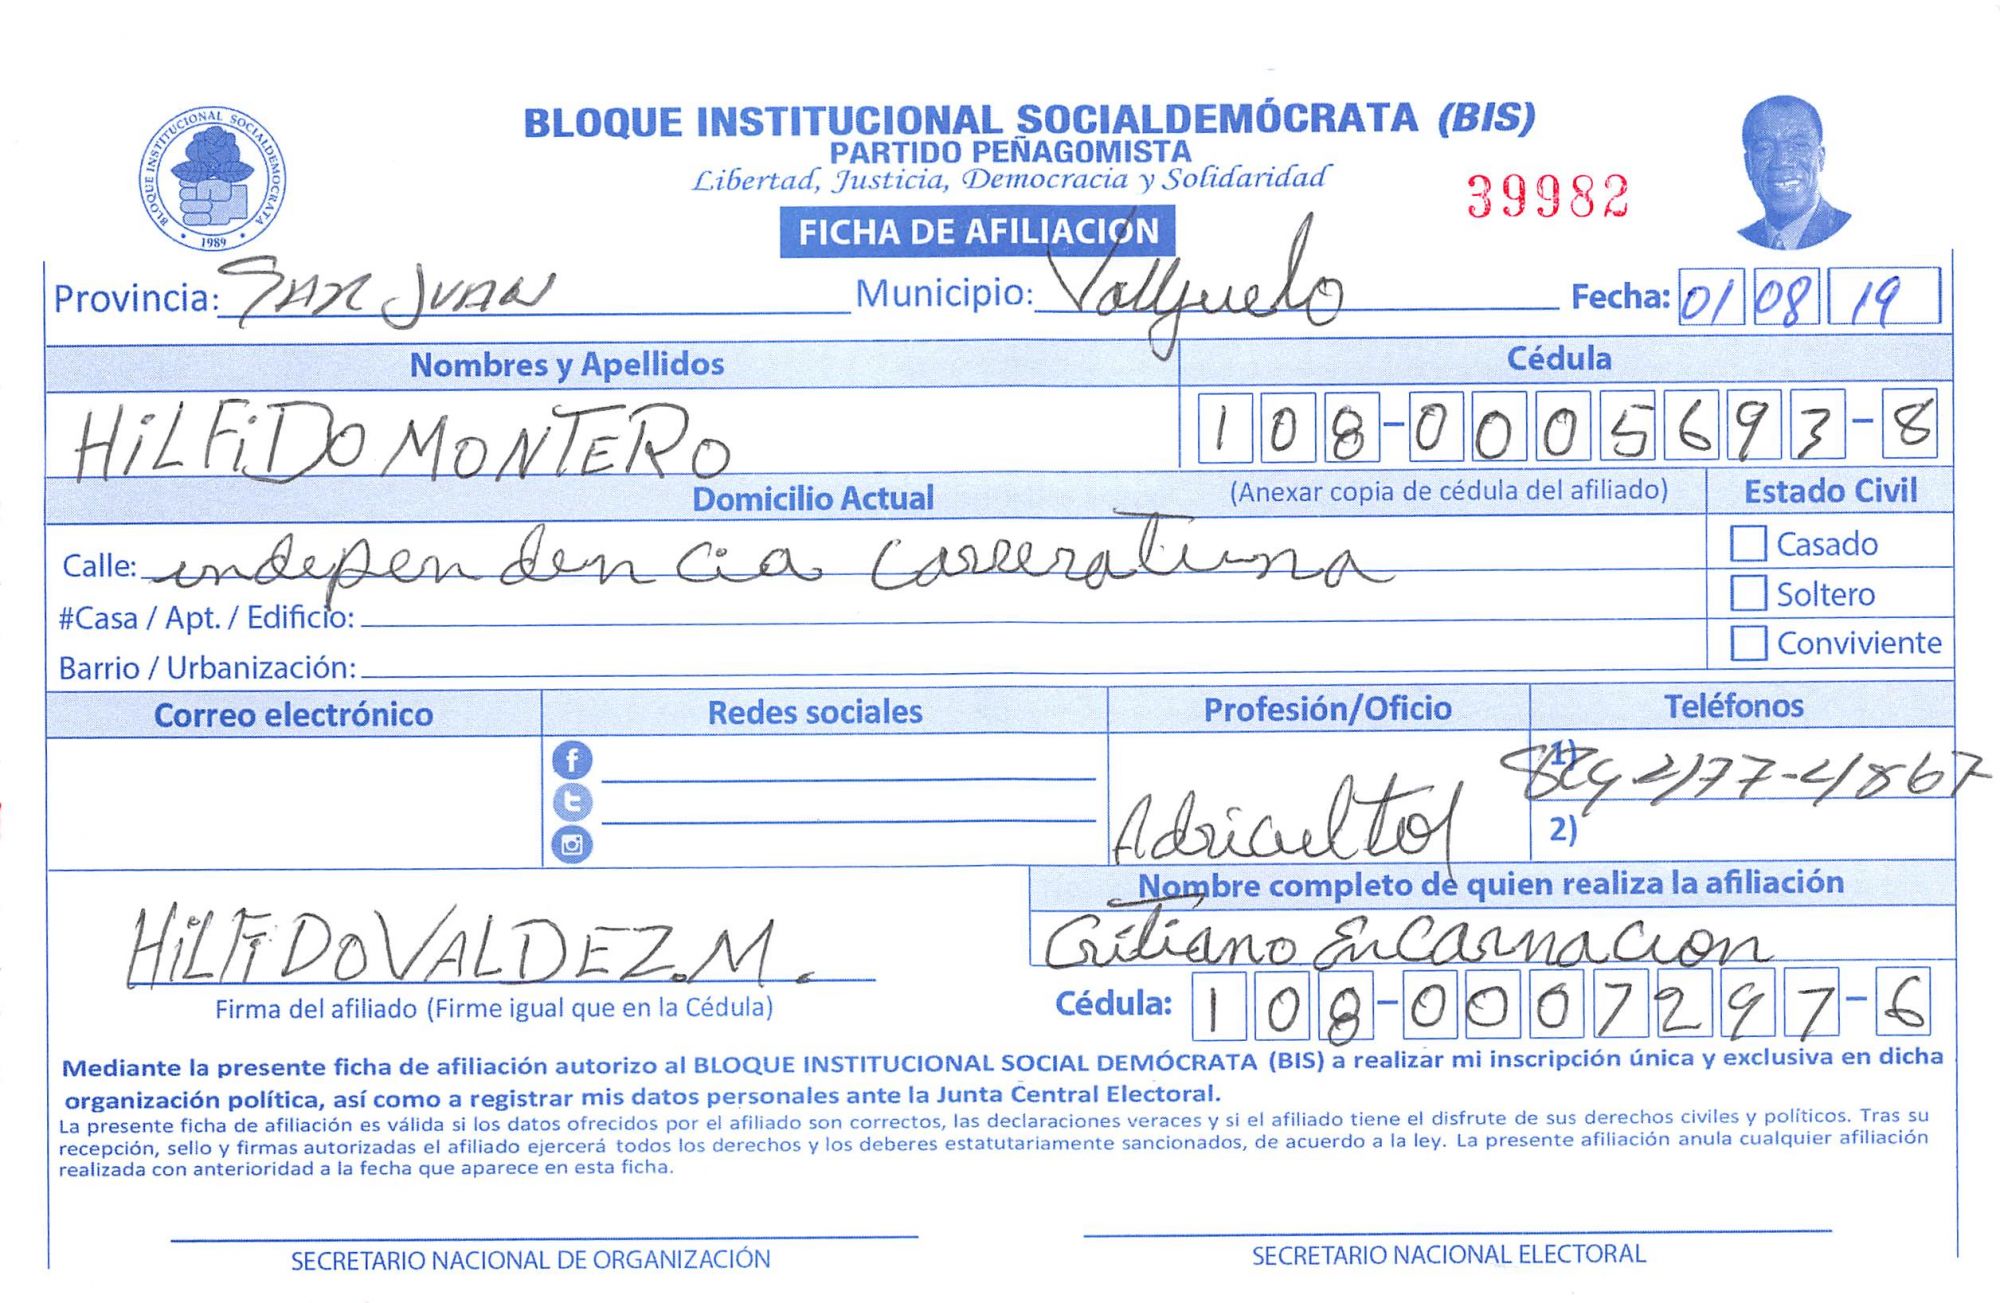 BLOQUE INSTITUCIONAL SOCIALDEMÓCRATA (BIS)
PARTIDO PEÑAGOMISTA
Libertad, Justicia, Democracia y Solidaridad
BLOQUE INSTITUCIONAL SOCIALDEMOCRATA
1989
39982
FICHA DE AFILIACIÓN
Provincia: SAN JUAN Municipio: Vallejuelo Fecha: 01 08 19
Nombres y Apellidos Cédula
HiLFiDO MONTERO 108-0005693-8
Domicilio Actual (Anexar copia de cédula del afiliado) Estado Civil
Calle: independencia Casado
#Casa / Apt. / Edificio: Soltero
Barrio / Urbanización: Conviviente
Correo electrónico Redes sociales Profesión/Oficio Teléfonos
1)
Adricultol 2)
Nombre completo de quien realiza la afiliación
HiLFiDO VALDEZ.M. Encarnacion
Firma del afiliado (Firme igual que en la Cédula) Cédula: 108-0007297-6
Mediante la presente ficha de afiliación autorizo al BLOQUE INSTITUCIONAL SOCIAL DEMÓCRATA (BIS) a realizar mi inscripción única y exclusiva en dicha
organización política, así como a registrar mis datos personales ante la Junta Central Electoral.
La presente ficha de afiliación es válida si los datos ofrecidos por el afiliado son correctos, las declaraciones veraces y si el afiliado tiene el disfrute de sus derechos civiles y políticos. Tras su
recepción, sello y firmas autorizadas el afiliado ejercerá todos los derechos y los deberes estatutariamente sancionados, de acuerdo a la ley. La presente afiliación anula cualquier afiliación
realizada con anterioridad a la fecha que aparece en esta ficha.
SECRETARIO NACIONAL DE ORGANIZACIÓN SECRETARIO NACIONAL ELECTORAL